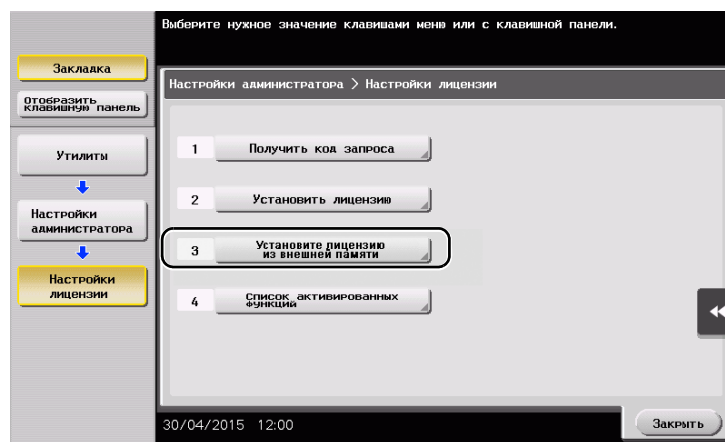 Выберите нужное значение клавишами меню или с клавишной панели.
Закладка
Отобразить
клавишную панель
Утилиты
Настройки
администратора
Настройки
лицензии
Настройки администратора > Настройки лицензии
1 Получить код запроса
2 Установить лицензию
3 Установите лицензию
из внешней памяти
4 Список активированных
функций
30/04/2015 12:00
Закрыть